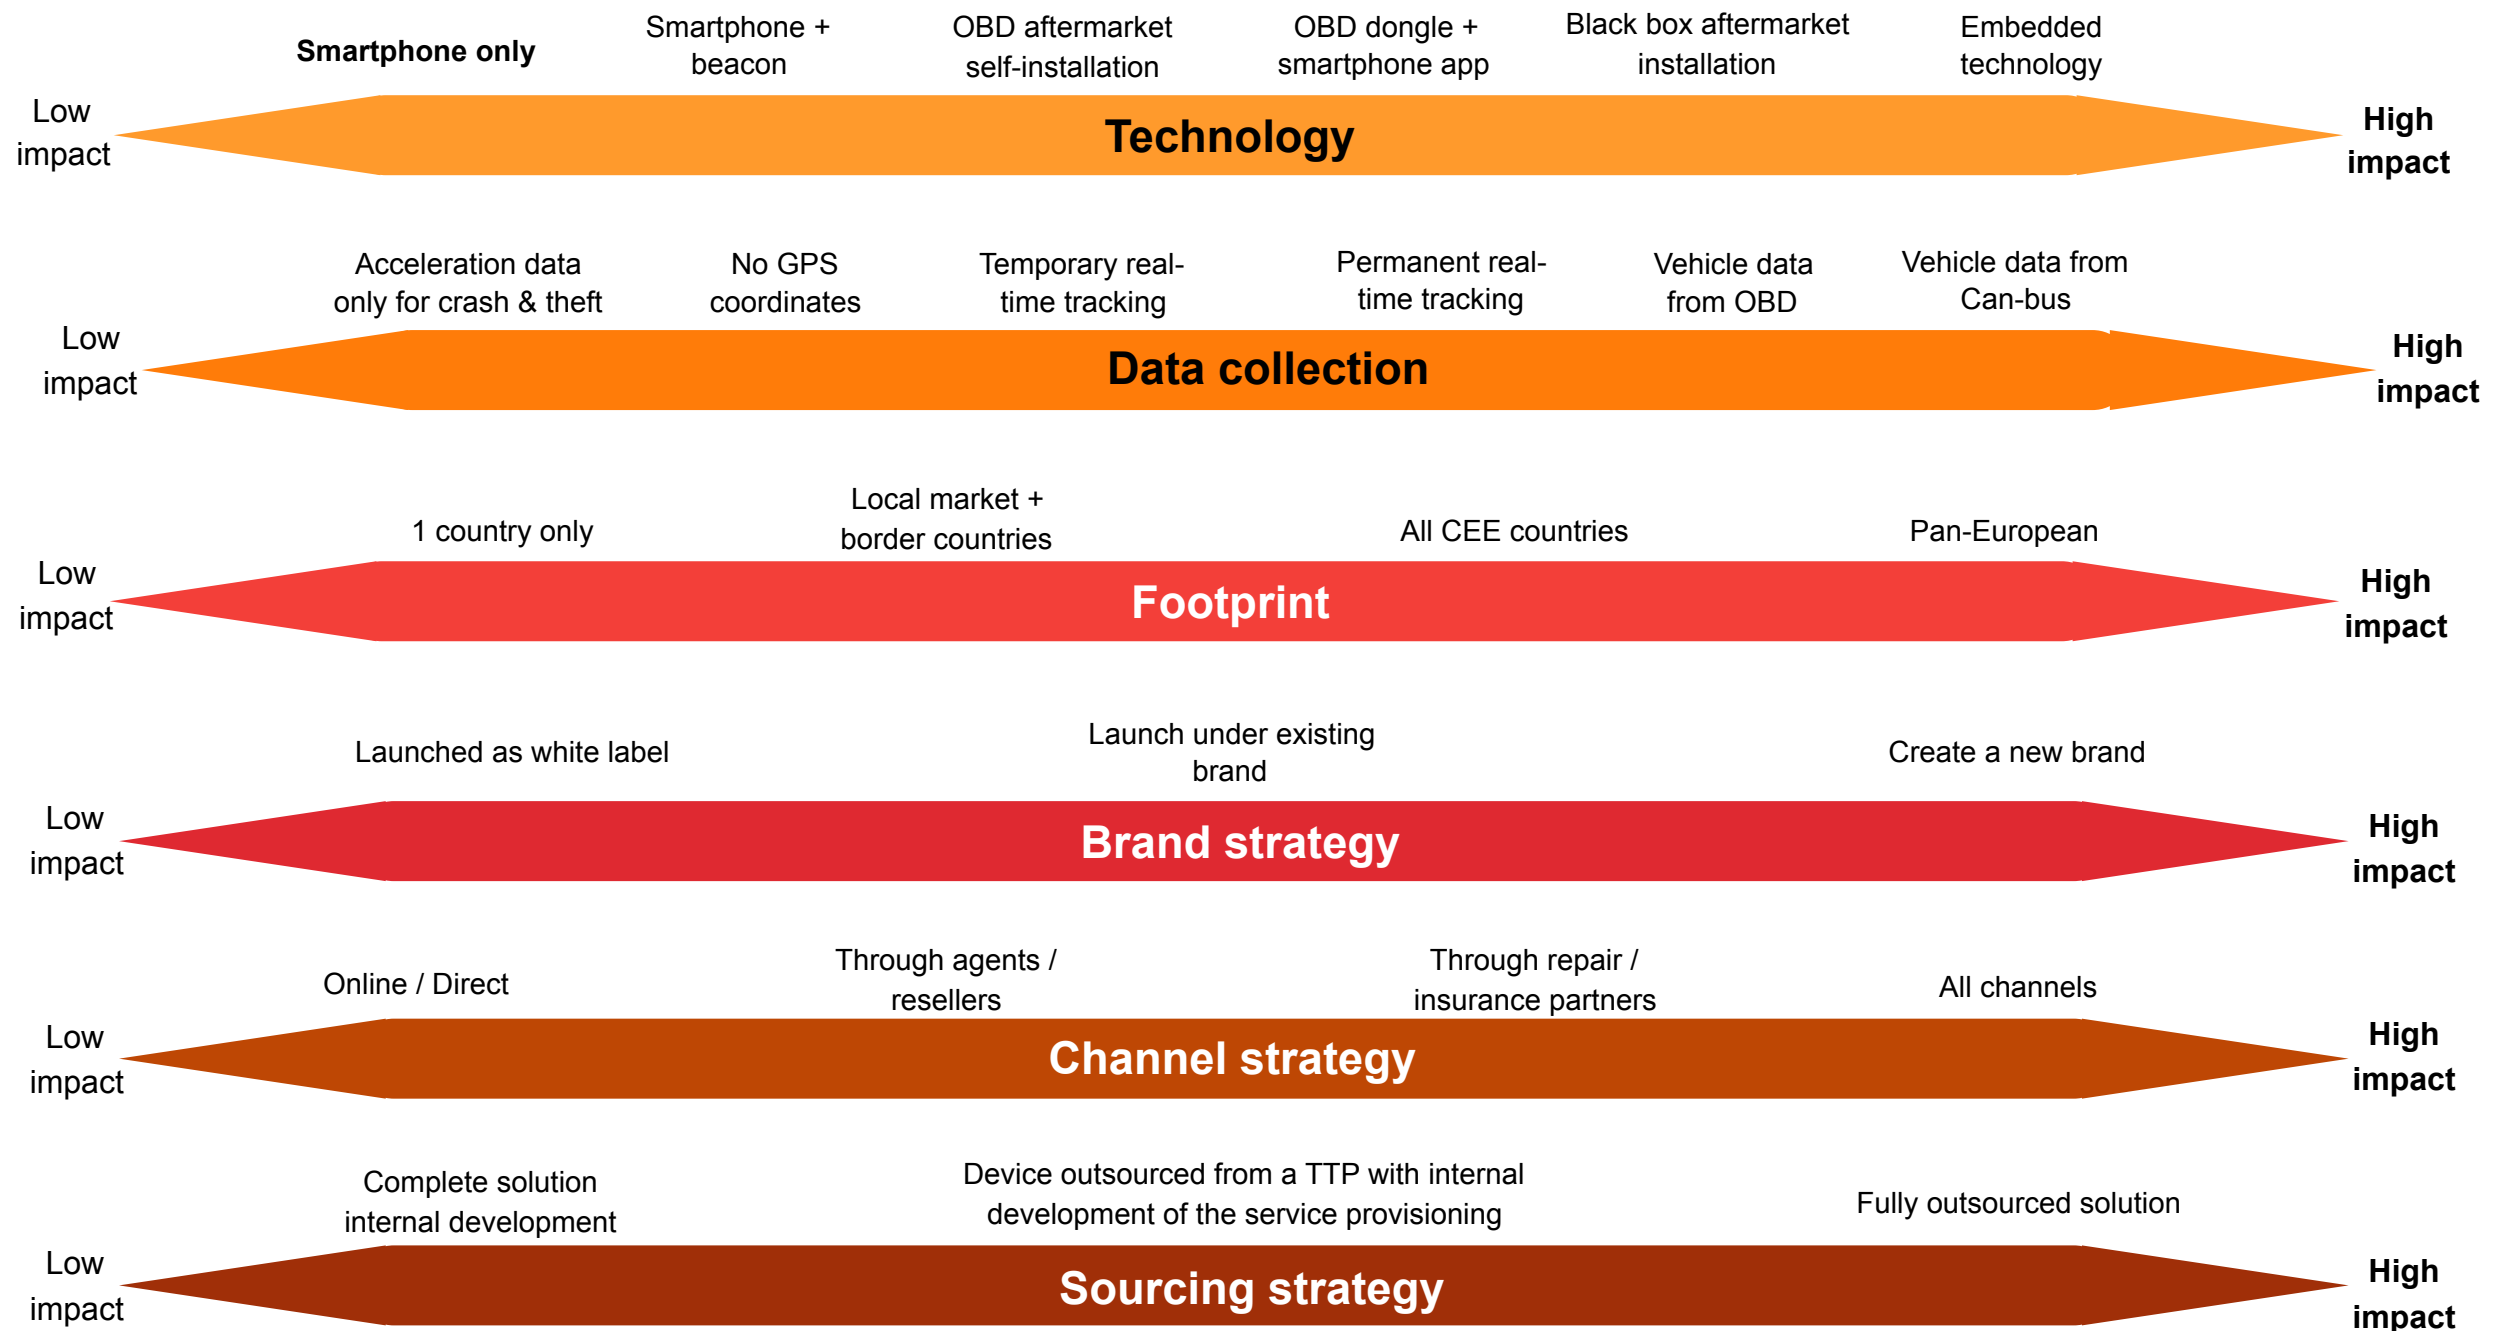 Smartphone only
Smartphone +
beacon
OBD aftermarket
self-installation
OBD dongle +
smartphone app
Black box aftermarket
installation
Embedded
technology
Low
impact
Technology
High
impact
Acceleration data
only for crash & theft
No GPS
coordinates
Temporary real-
time tracking
Permanent real-
time tracking
Vehicle data
from OBD
Vehicle data from
Can-bus
Low
impact
Data collection
High
impact
1 country only
Local market +
border countries
All CEE countries
Pan-European
Low
impact
Footprint
High
impact
Launched as white label
Launch under existing
brand
Create a new brand
Low
impact
Brand strategy
High
impact
Online / Direct
Through agents /
resellers
Through repair /
insurance partners
All channels
Low
impact
Channel strategy
High
impact
Complete solution
internal development
Device outsourced from a TTP with internal
development of the service provisioning
Fully outsourced solution
Low
impact
Sourcing strategy
High
impact